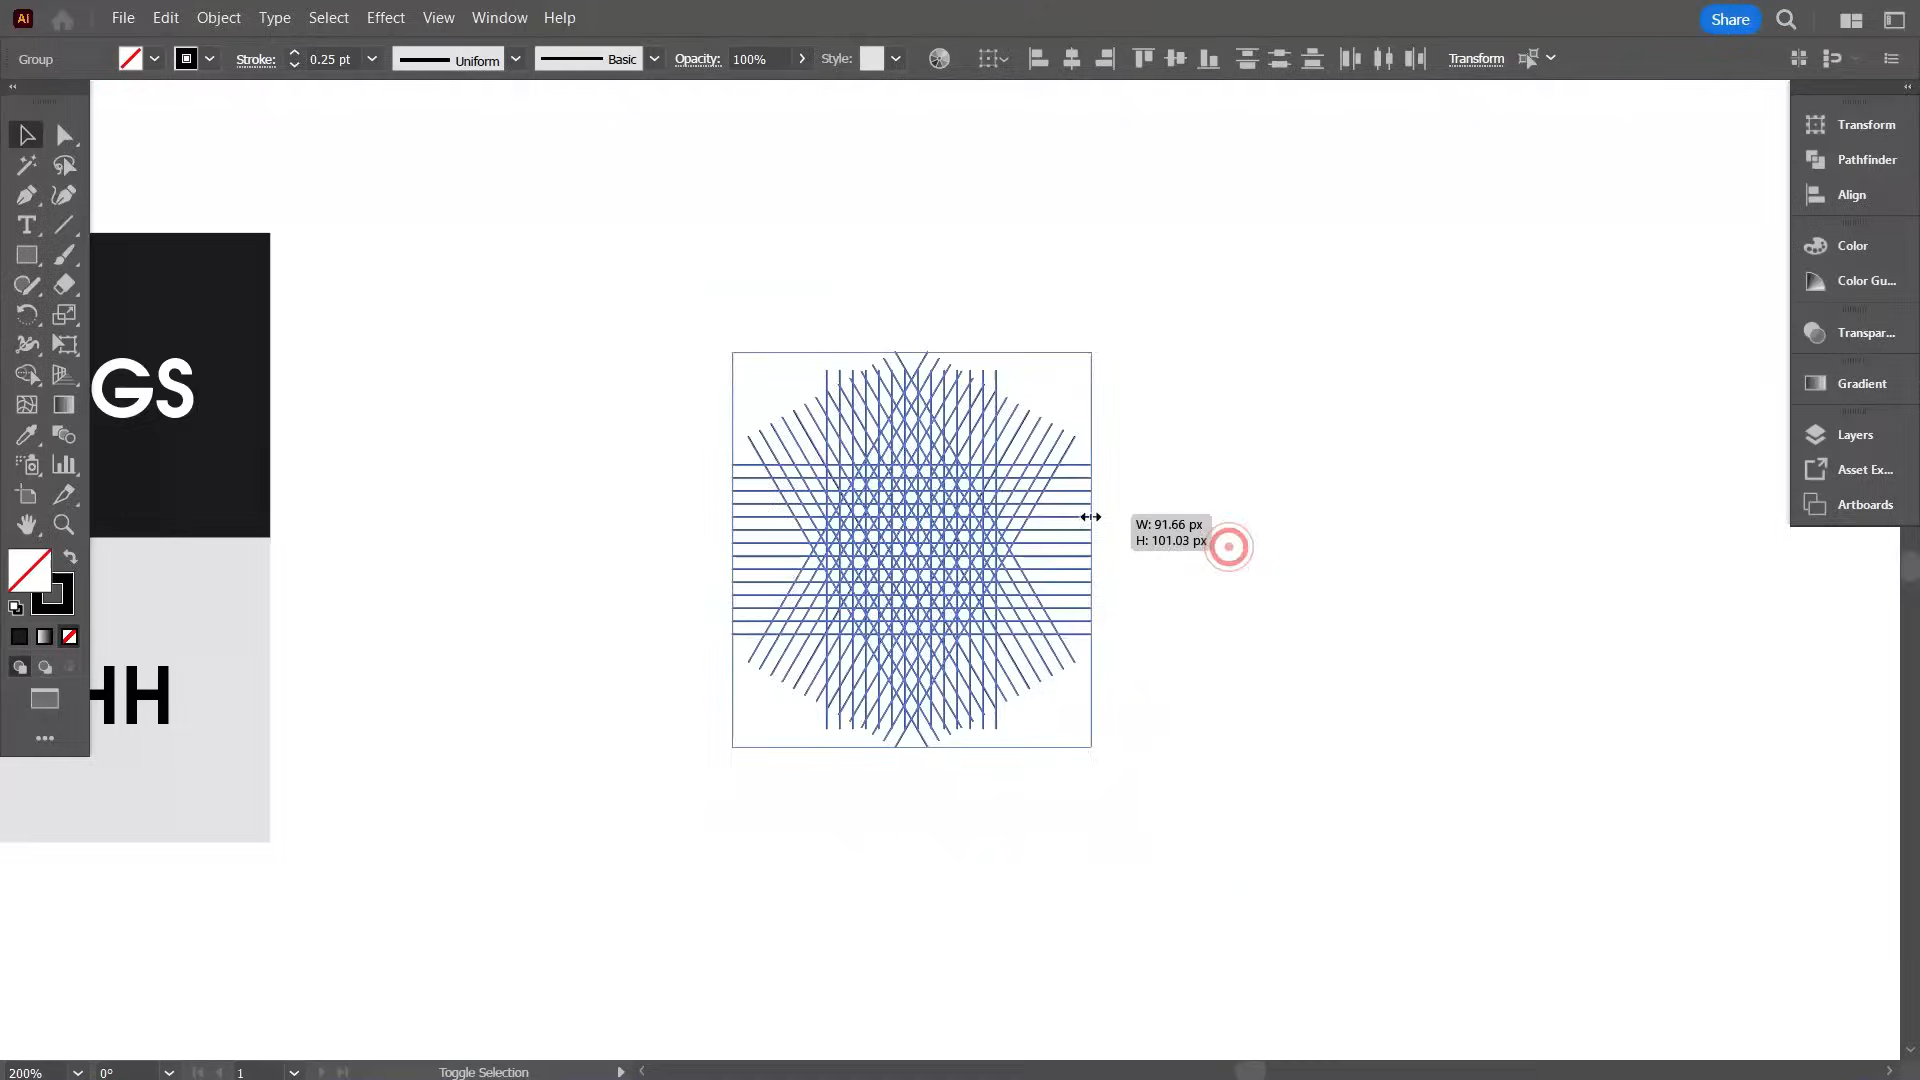 Ai File Edit Object Type Select Effect View Window Help Share
Group Stroke: 0.25 pt Uniform Basic Opacity: 100% Style: Transform
Transform
Pathfinder
Align
Color
Color Gu...
Transpar...
Gradient
Layers
Asset Ex...
Artboards
GS
HH
W: 91.66 px
H: 101.03 px
200% 0° 1 Toggle Selection